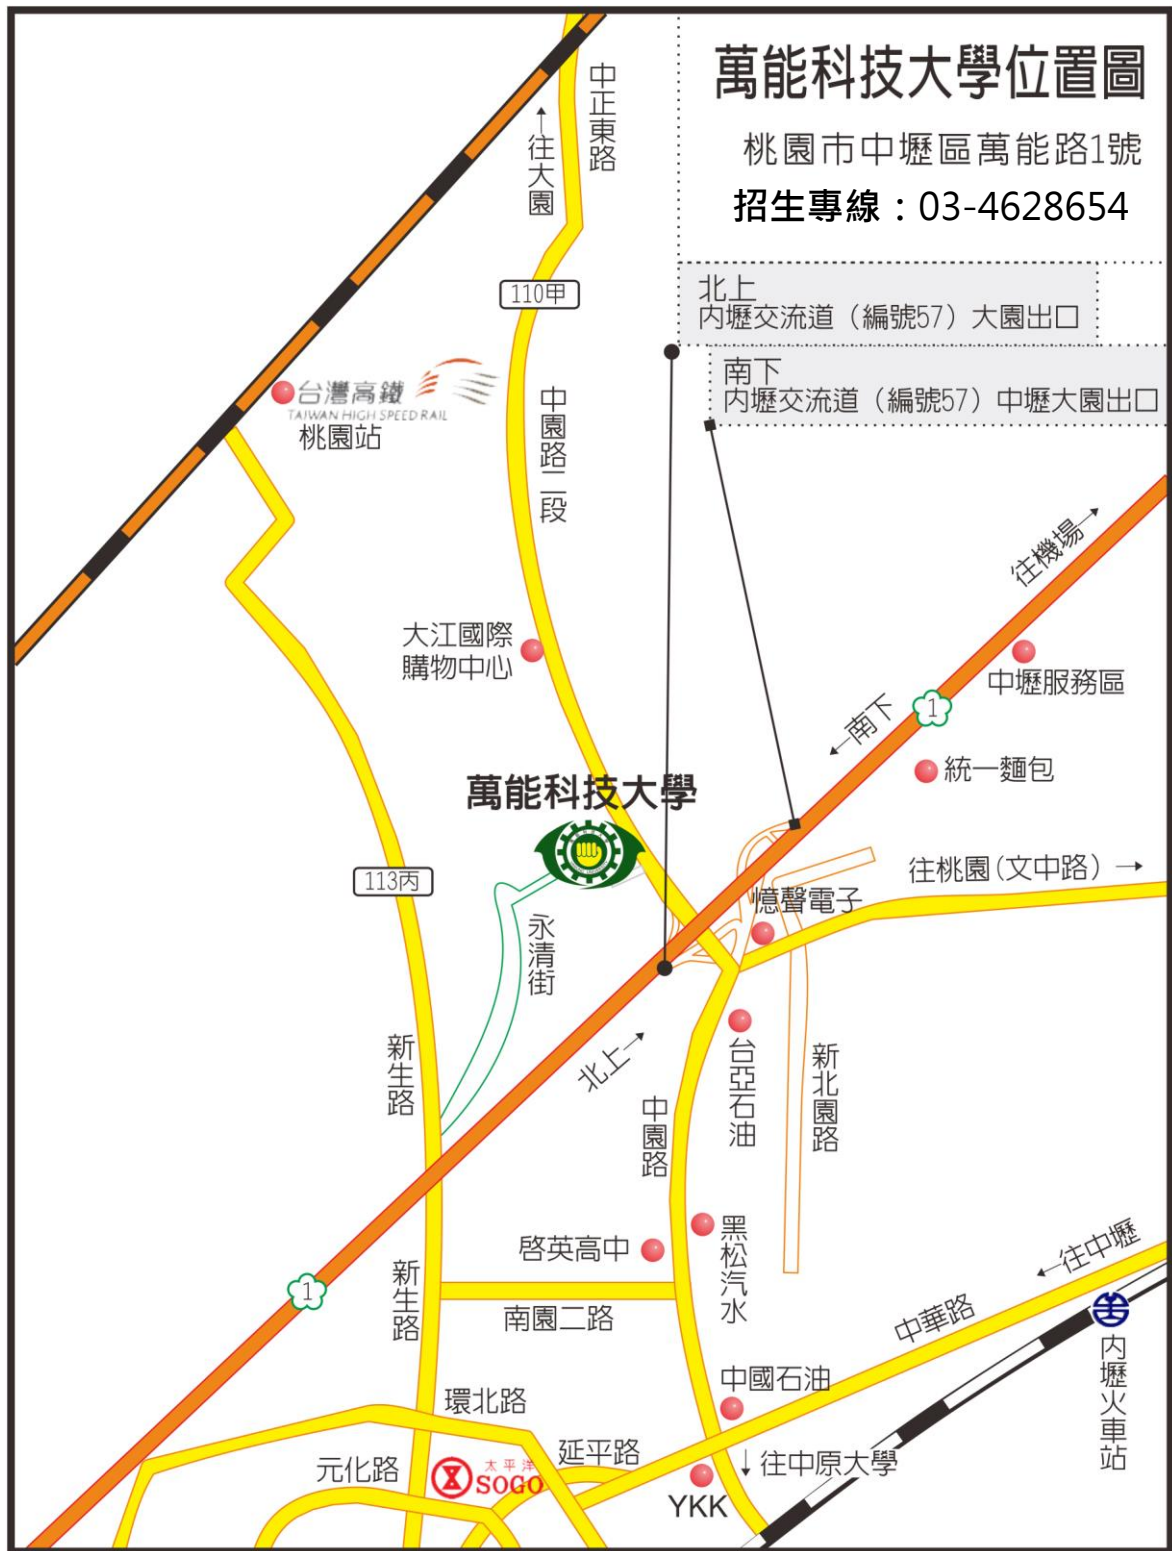 萬能科技大學位置圖
桃園市中壢區萬能路1號
招生專線：03-4628654
中正東路
←往大園
110甲
北上
內壢交流道（編號57）大園出口
南下
內壢交流道（編號57）中壢大園出口
台灣高鐵
TAIWAN HIGH SPEED RAIL
桃園站
中園路二段
往機場→
大江國際
購物中心
中壢服務區
1
←南下
統一麵包
萬能科技大學
往桃園(文中路) →
113丙
憶聲電子
永清街
北上→
新生路
台亞石油
新北園路
中園路
黑松汽水
啓英高中
←往中壢
1
新生路
南園二路
中華路
內壢火車站
中國石油
環北路
延平路
元化路
太平洋
SOGO
↓往中原大學
YKK